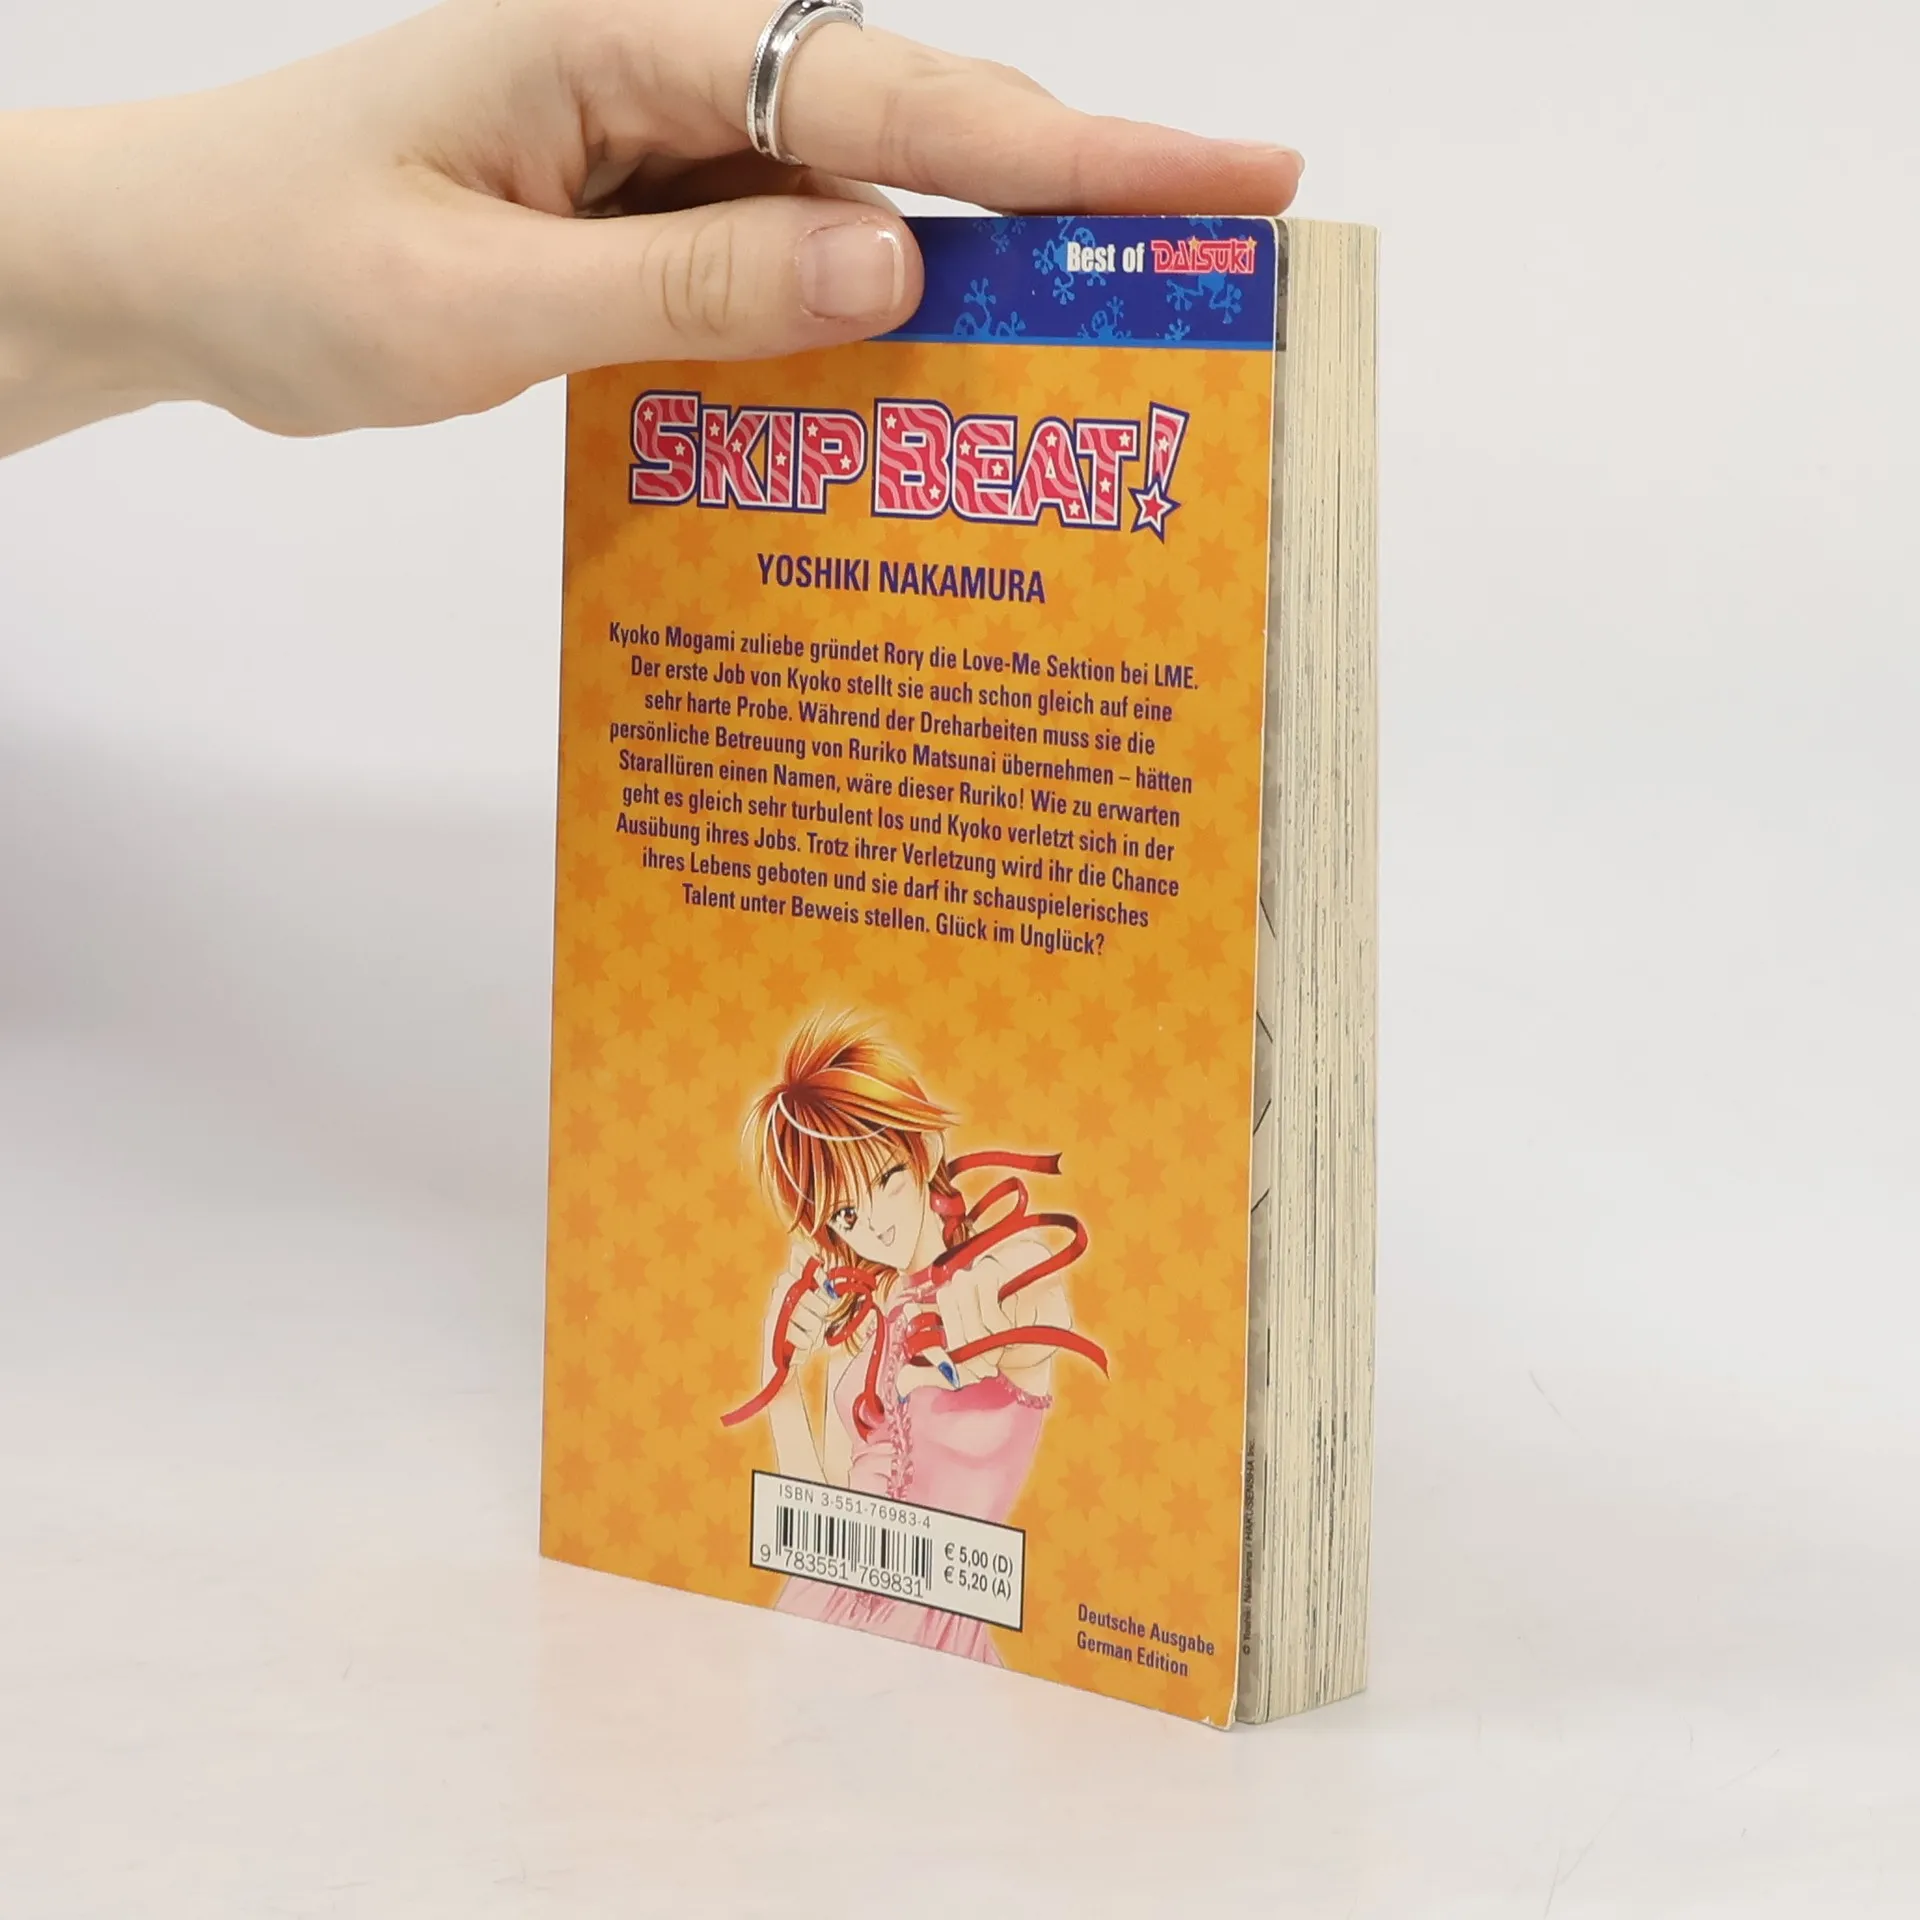 Best of DAISUKI
SKIP BEAT!
YOSHIKI NAKAMURA
Kyoko Mogami zuliebe gründet Rory die Love-Me Sektion bei LME.
Der erste Job von Kyoko stellt sie auch schon gleich auf eine
sehr harte Probe. Während der Dreharbeiten muss sie die
persönliche Betreuung von Ruriko Matsunai übernehmen – hätten
Starallüren einen Namen, wäre dieser Ruriko! Wie zu erwarten
geht es gleich sehr turbulent los und Kyoko verletzt sich in der
Ausübung ihres Jobs. Trotz ihrer Verletzung wird ihr die Chance
ihres Lebens geboten und sie darf ihr schauspielerisches
Talent unter Beweis stellen. Glück im Unglück?
ISBN 3-551-76983-4
9 783551 769831
€ 5,00 (D)
€ 5,20 (A)
Deutsche Ausgabe
German Edition
© Yoshiki Nakamura / HAKUSENSHA Inc.